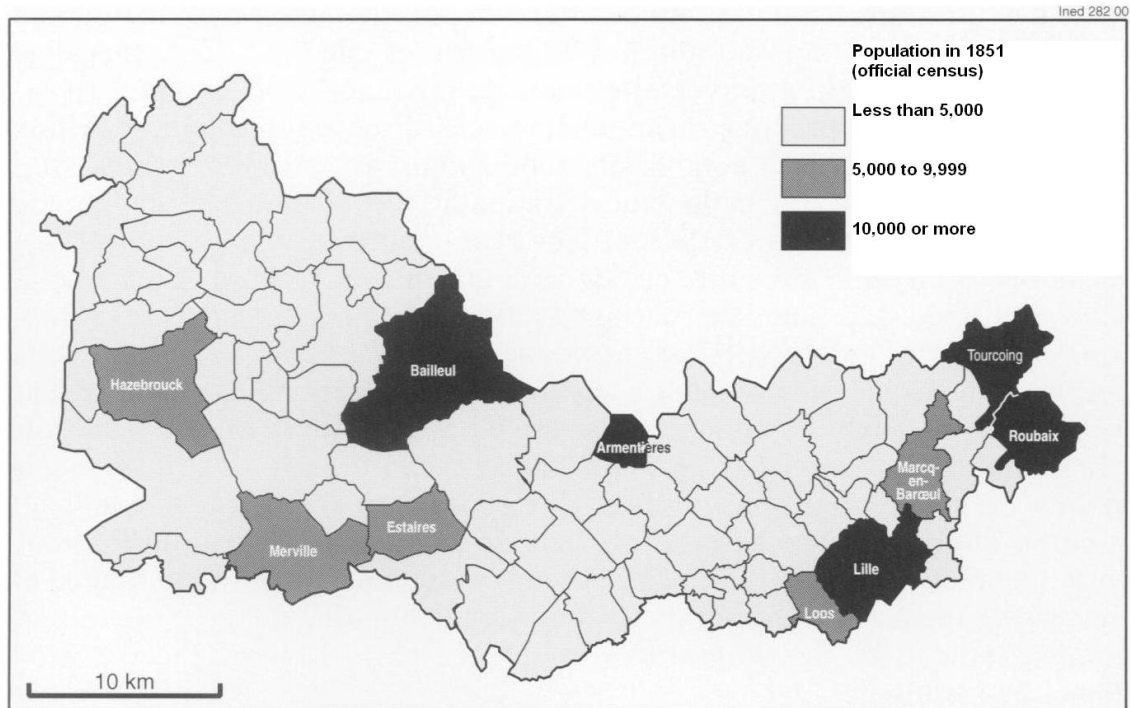 Ined 282 00
Population in 1851
(official census)
Less than 5,000
5,000 to 9,999
10,000 or more
Tourcoing
Bailleul
Hazebrouck
Roubaix
Armentières
Marcq-
en-
Barœul
Estaires
Merville
Lille
Loos
10 km